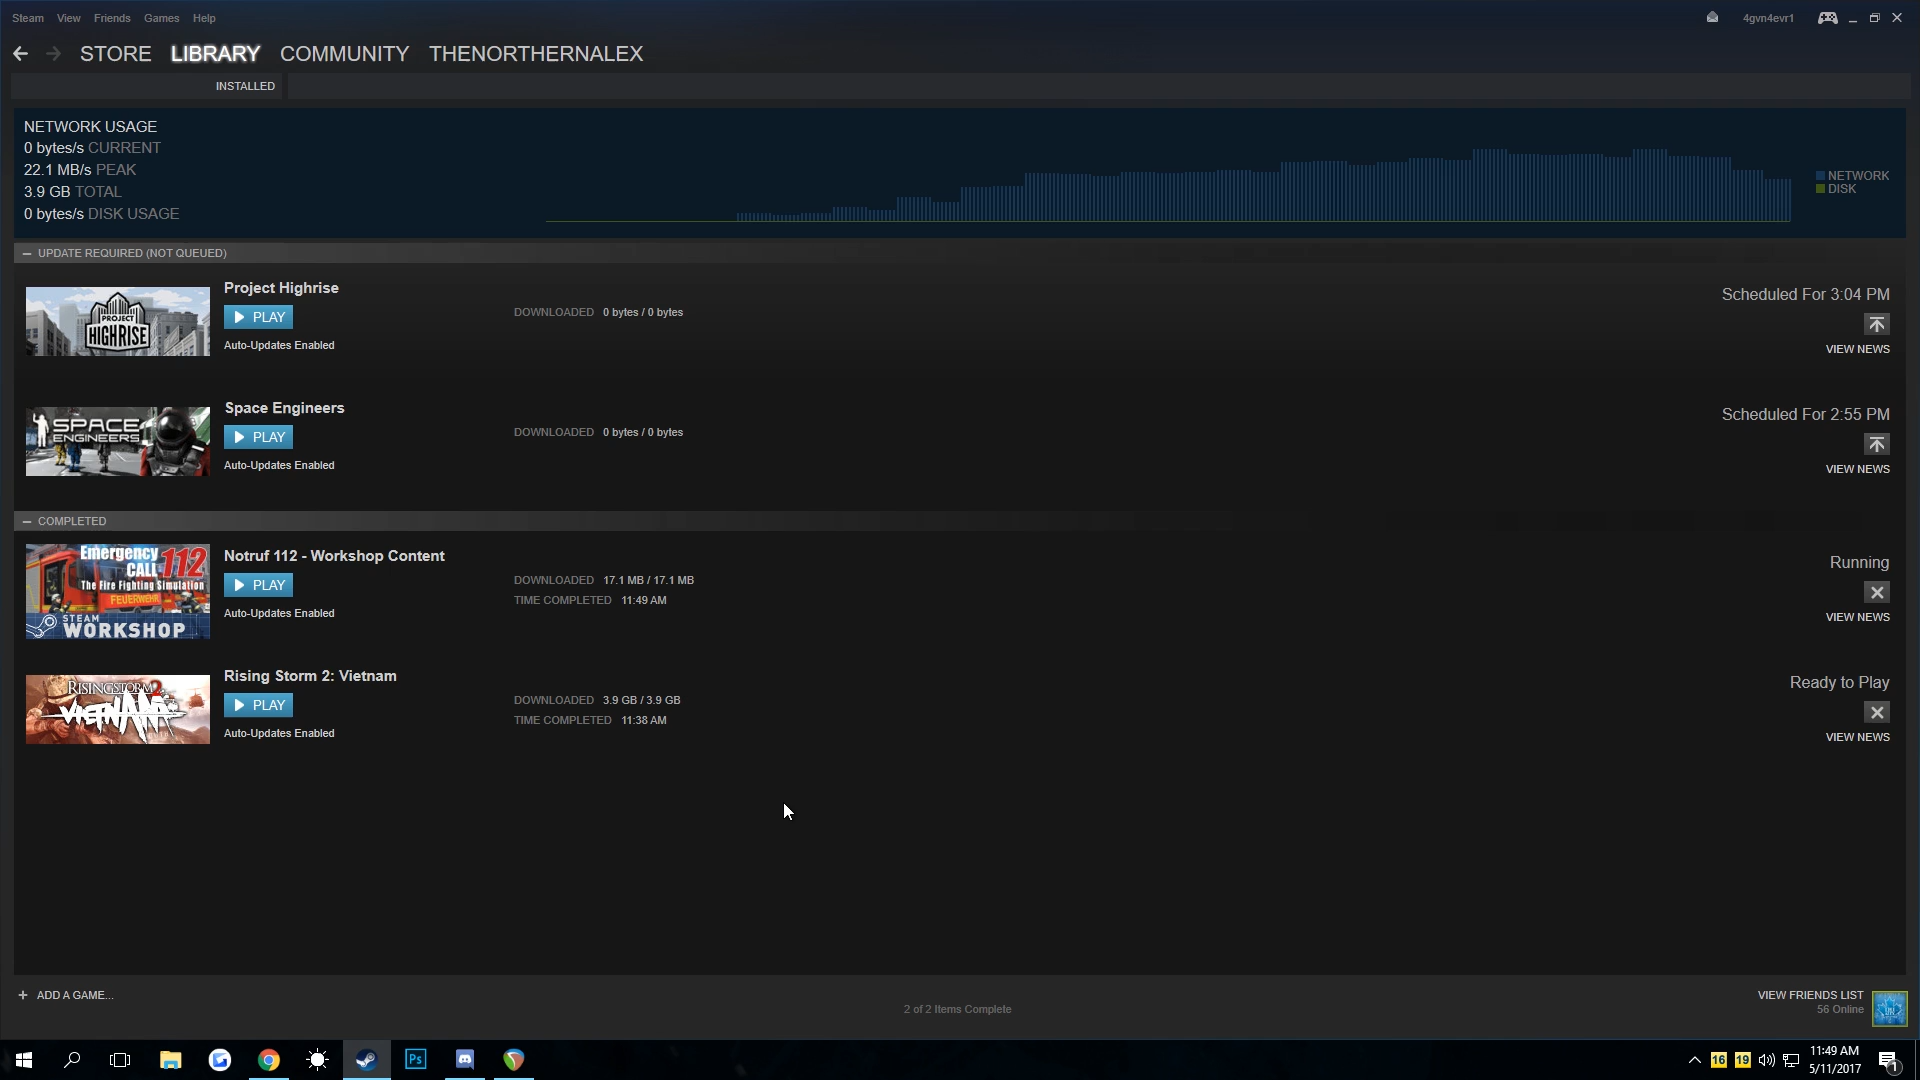 Steam View Friends Games Help
4gvn4evr1
STORE LIBRARY COMMUNITY THENORTHERNALEX
INSTALLED
NETWORK USAGE
0 bytes/s CURRENT
22.1 MB/s PEAK
3.9 GB TOTAL
0 bytes/s DISK USAGE
NETWORK
DISK
UPDATE REQUIRED (NOT QUEUED)
PROJECT
HIGHRISE
Project Highrise
PLAY
Auto-Updates Enabled
DOWNLOADED 0 bytes / 0 bytes
Scheduled For 3:04 PM
VIEW NEWS
SPACE
ENGINEERS
Space Engineers
PLAY
Auto-Updates Enabled
DOWNLOADED 0 bytes / 0 bytes
Scheduled For 2:55 PM
VIEW NEWS
COMPLETED
Emergency
CALL 112
The Fire Fighting Simulation
FEUERWEHR
STEAM
WORKSHOP
Notruf 112 - Workshop Content
PLAY
Auto-Updates Enabled
DOWNLOADED 17.1 MB / 17.1 MB
TIME COMPLETED 11:49 AM
Running
VIEW NEWS
RISING STORM 2
VIETNAM
Rising Storm 2: Vietnam
PLAY
Auto-Updates Enabled
DOWNLOADED 3.9 GB / 3.9 GB
TIME COMPLETED 11:38 AM
Ready to Play
VIEW NEWS
+ ADD A GAME...
2 of 2 Items Complete
VIEW FRIENDS LIST
56 Online
Ps
16 19
11:49 AM
5/11/2017
1